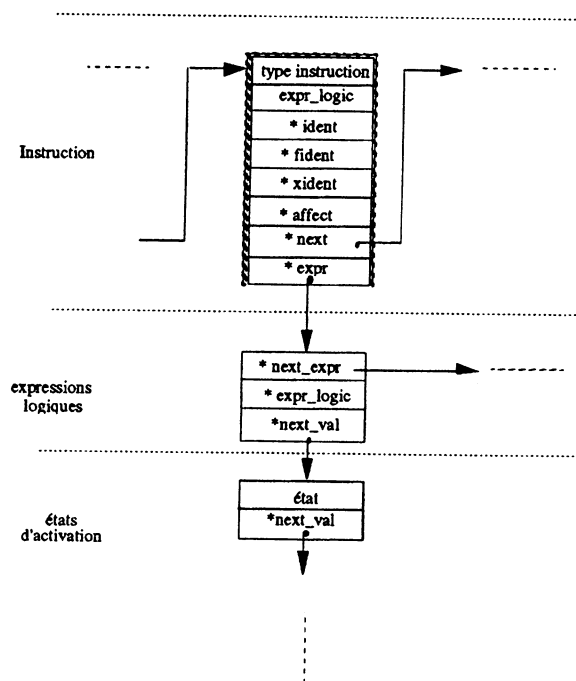 type instruction
expr_logic
* ident
Instruction
* fident
* xident
* affect
* next
* expr
* next_expr
expressions
logiques
* expr_logic
*next_val
état
états
d'activation
*next_val